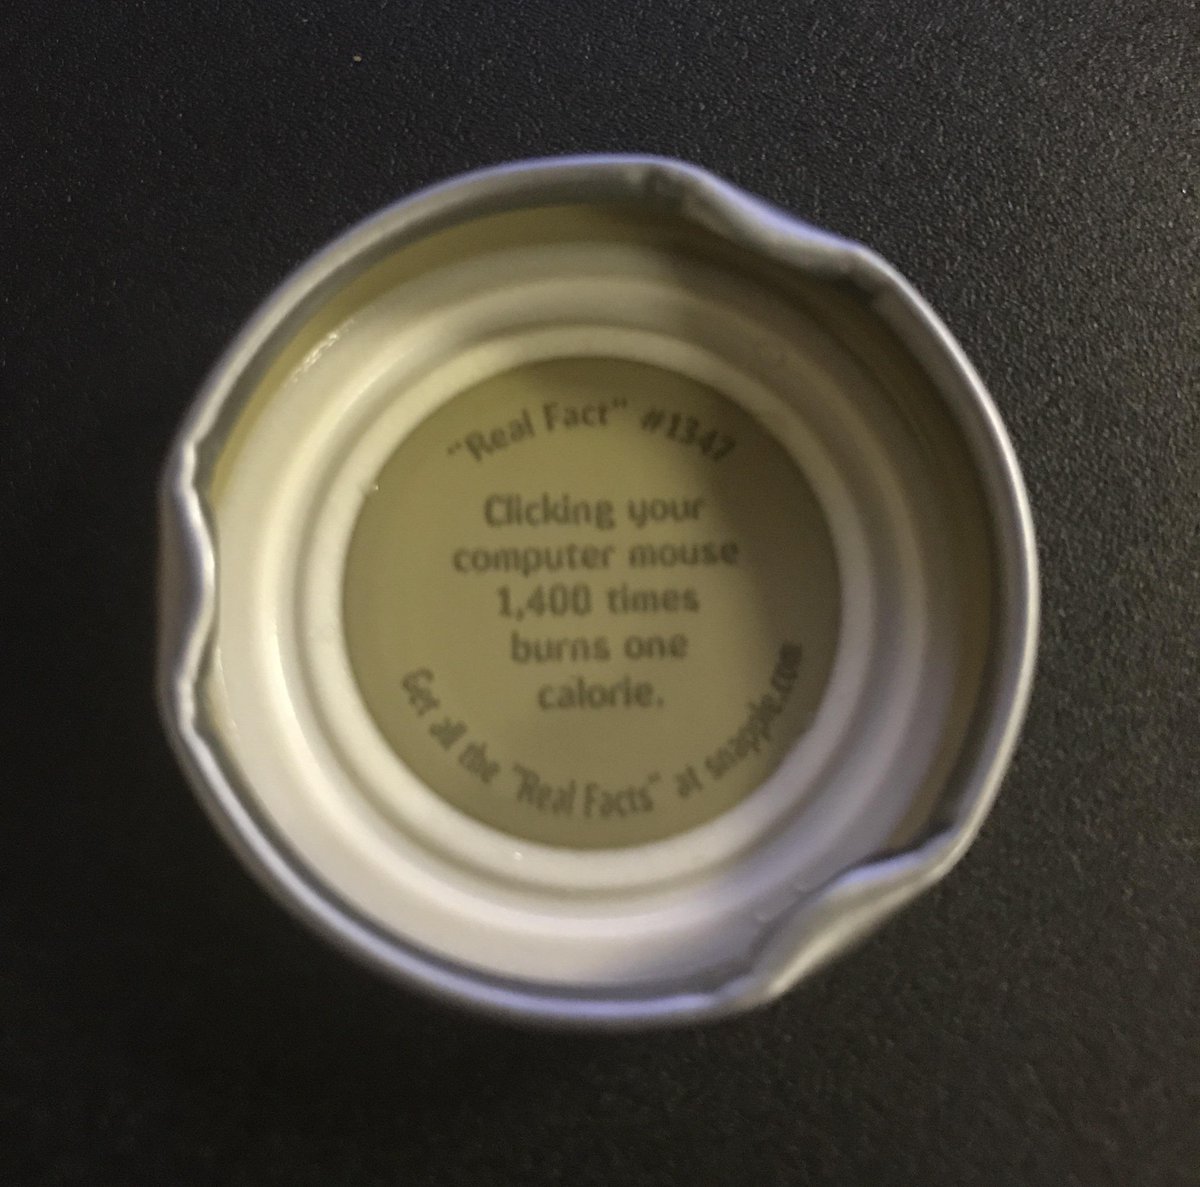 "Real Fact" #1347
Clicking your
computer mouse
1,400 times
burns one
calorie.
Get all the "Real Facts" at snapple.com